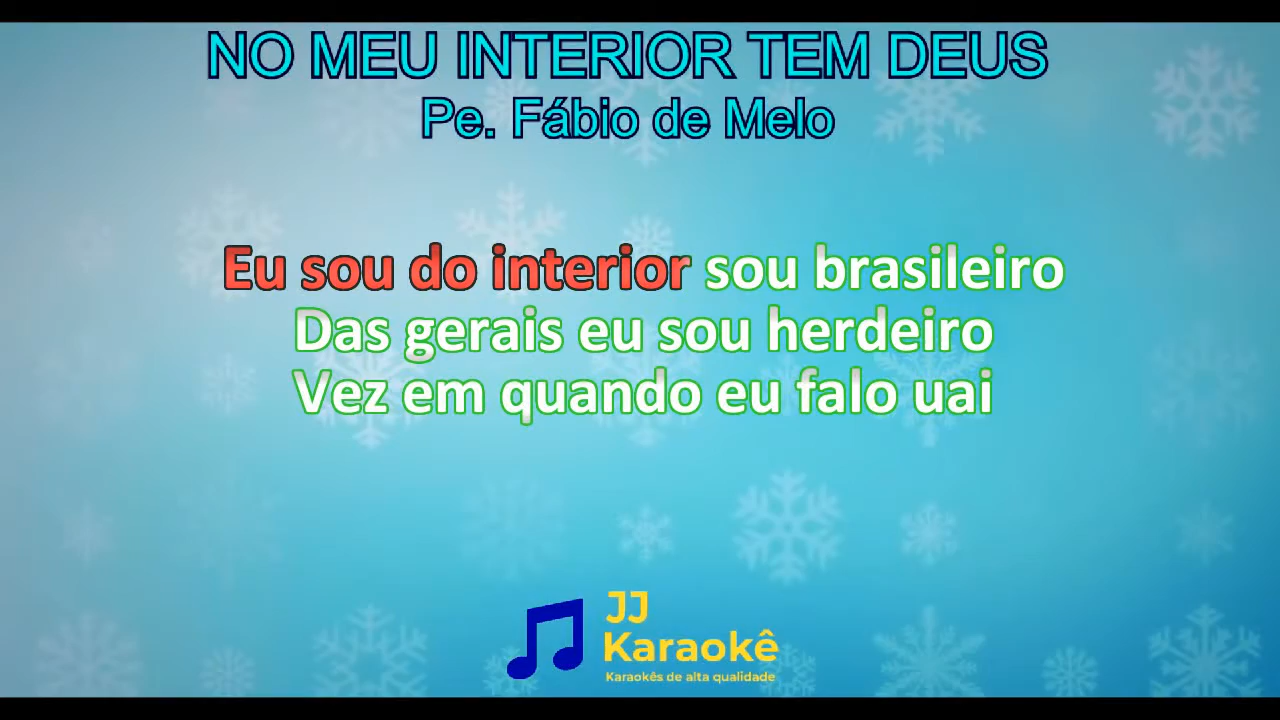 NO MEU INTERIOR TEM DEUS
Pe. Fábio de Melo
Eu sou do interior sou brasileiro
Das gerais eu sou herdeiro
Vez em quando eu falo uai
JJ
Karaokê
Karaokês de alta qualidade